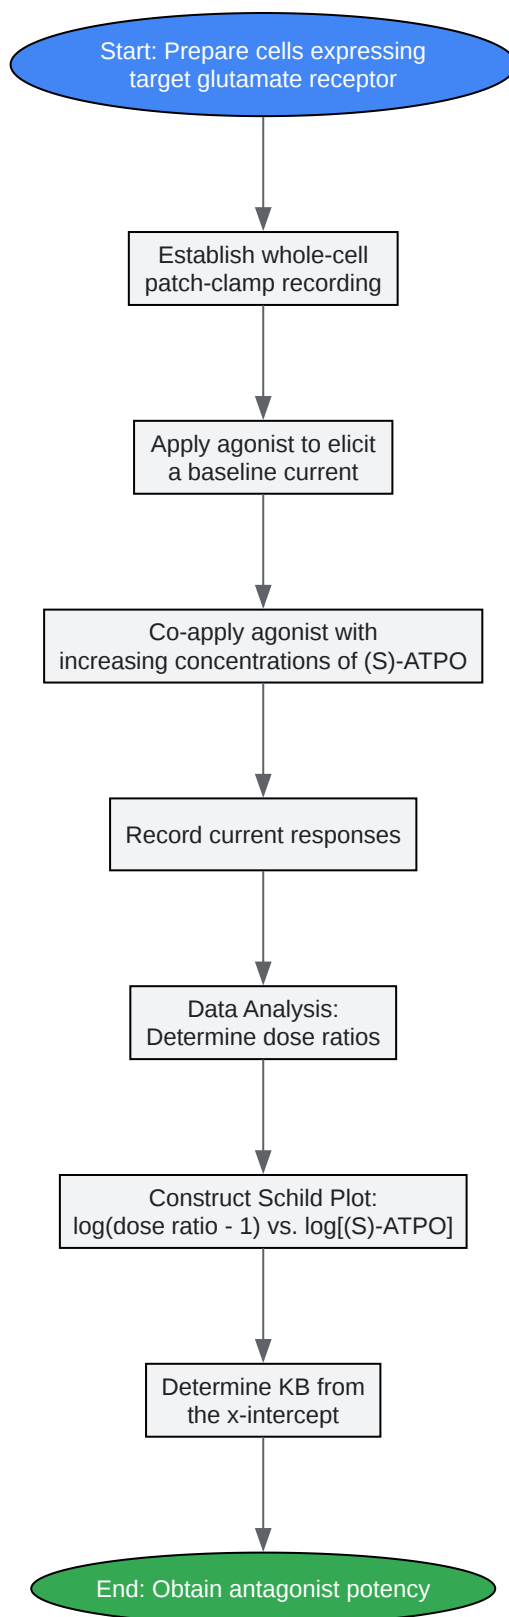 Start: Prepare cells expressing
target glutamate receptor
Establish whole-cell
patch-clamp recording
Apply agonist to elicit
a baseline current
Co-apply agonist with
increasing concentrations of (S)-ATPO
Record current responses
Data Analysis:
Determine dose ratios
Construct Schild Plot:
log(dose ratio - 1) vs. log[(S)-ATPO]
Determine KB from
the x-intercept
End: Obtain antagonist potency